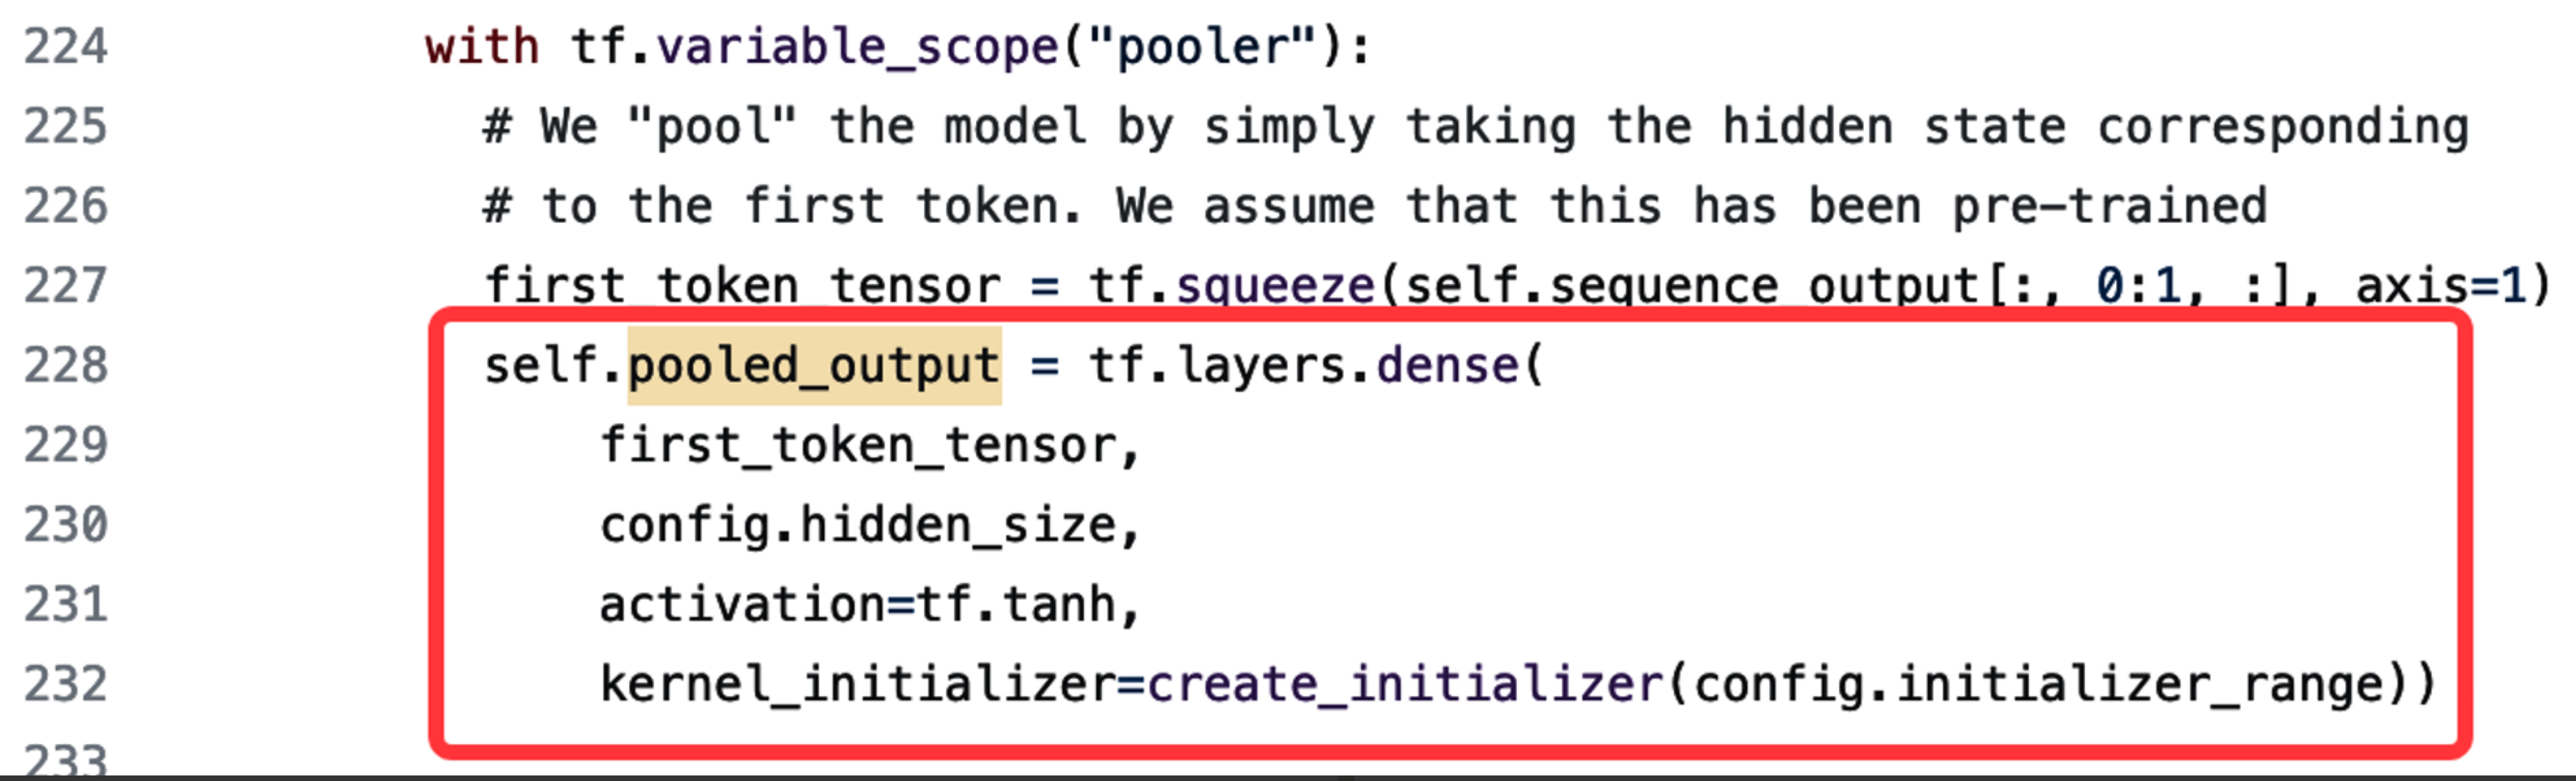 224 with tf.variable_scope("pooler"):
225 # We "pool" the model by simply taking the hidden state corresponding
226 # to the first token. We assume that this has been pre-trained
227 first_token_tensor = tf.squeeze(self.sequence_output[:, 0:1, :], axis=1)
228 self.pooled_output = tf.layers.dense(
229 first_token_tensor,
230 config.hidden_size,
231 activation=tf.tanh,
232 kernel_initializer=create_initializer(config.initializer_range))
233